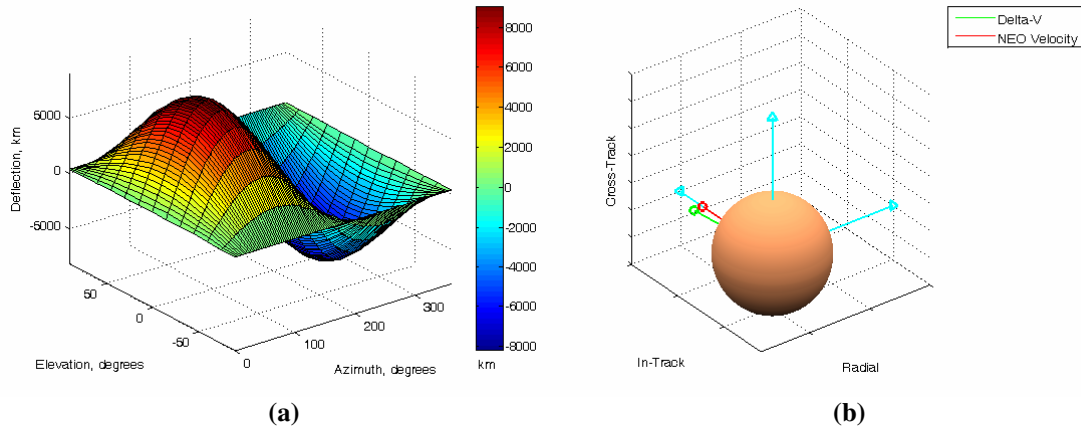 Deflection, km
5000
0
-5000
50
0
-50
Elevation, degrees
0
100
200
300
Azimuth, degrees
8000
6000
4000
2000
0
-2000
-4000
-6000
-8000
km
(a)
Delta-V
NEO Velocity
Cross-Track
In-Track
Radial
(b)